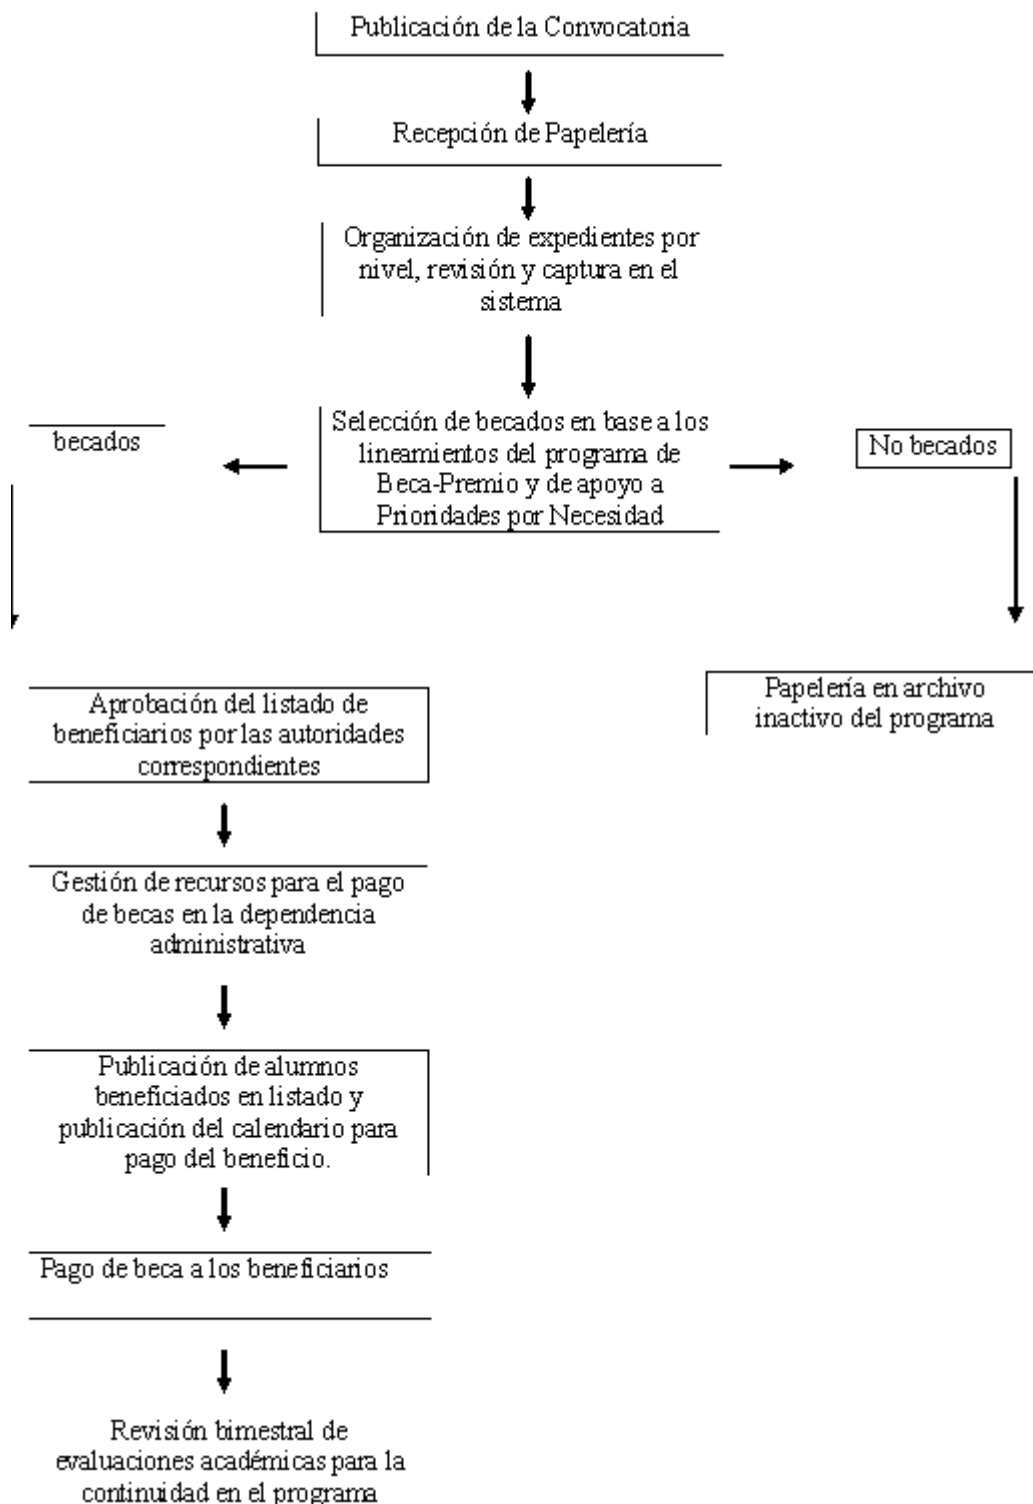 Publicación de la Convocatoria
Recepción de Papelería
Organización de expedientes por
nivel, revisión y captura en el
sistema
Selección de becados en base a los
lineamientos del programa de
Beca-Premio y de apoyo a
Prioridades por Necesidad
becados
No becados
Aprobación del listado de
beneficiarios por las autoridades
correspondientes
Papelería en archivo
inactivo del programa
Gestión de recursos para el pago
de becas en la dependencia
administrativa
Publicación de alumnos
beneficiados en listado y
publicación del calendario para
pago del beneficio.
Pago de beca a los beneficiarios
Revisión bimestral de
evaluaciones académicas para la
continuidad en el programa